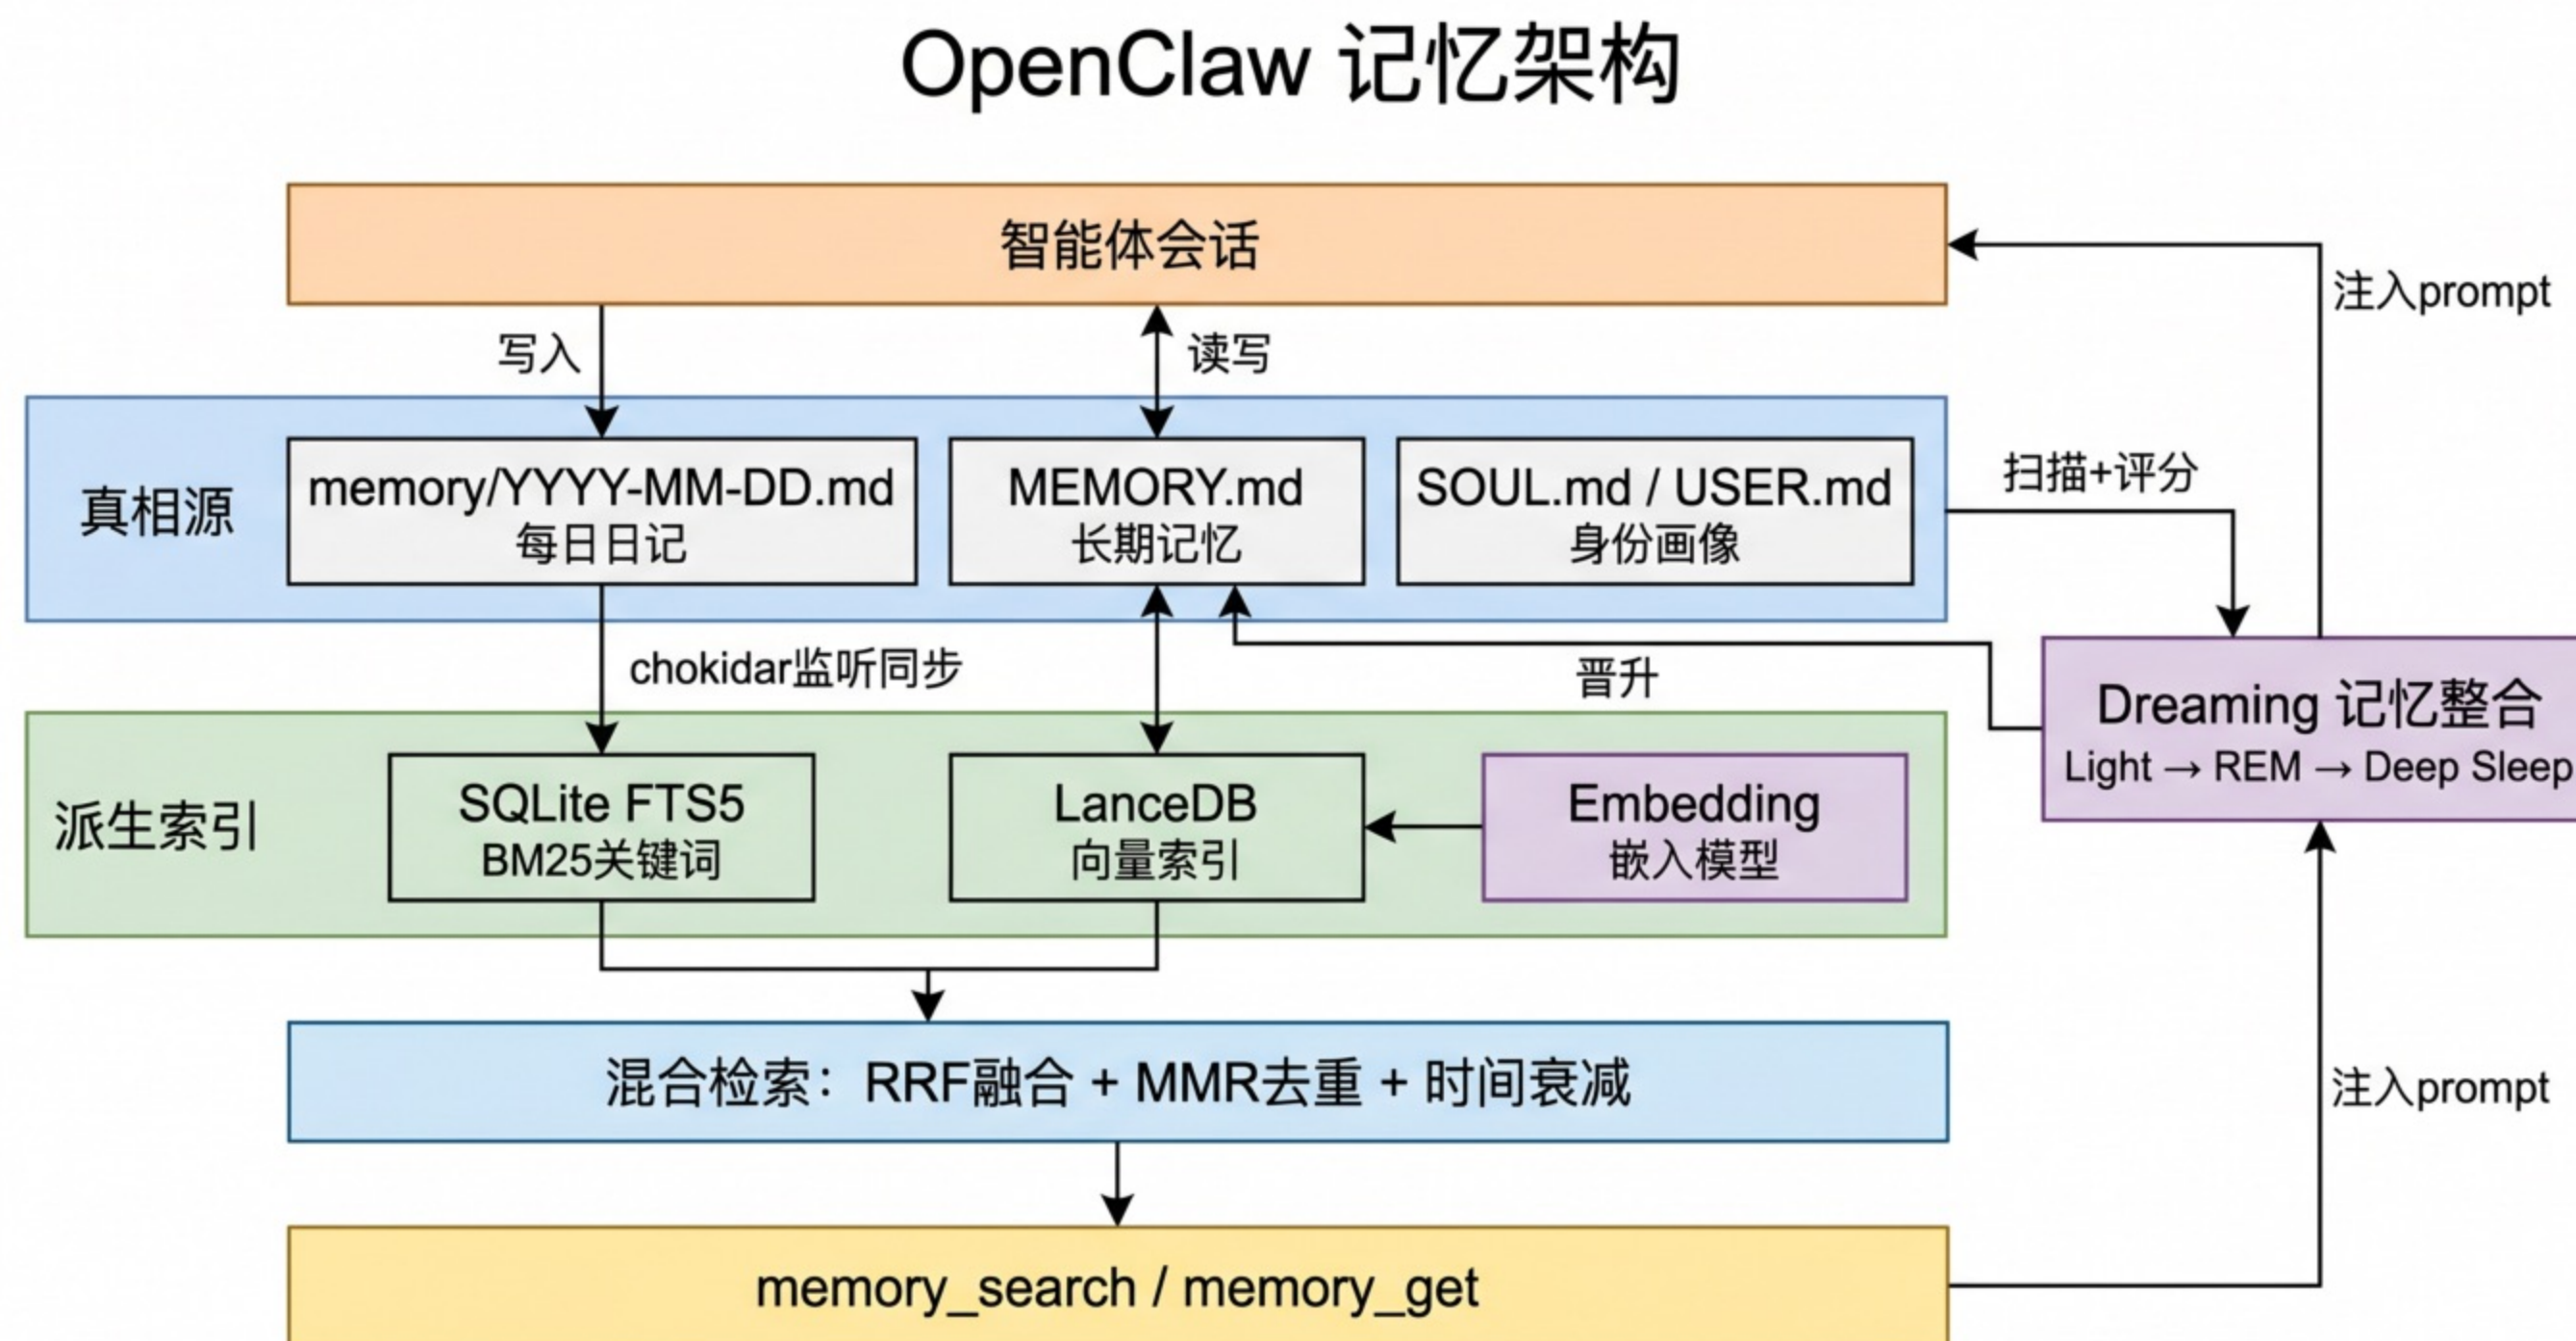 OpenClaw 记忆架构
智能体会话
注入prompt
写入
读写
真相源
memory/YYYY-MM-DD.md
每日日记
MEMORY.md
长期记忆
SOUL.md / USER.md
身份画像
扫描+评分
chokidar监听同步
晋升
Dreaming 记忆整合
Light → REM → Deep Sleep
派生索引
SQLite FTS5
BM25关键词
LanceDB
向量索引
Embedding
嵌入模型
混合检索：RRF融合 + MMR去重 + 时间衰减
注入prompt
memory_search / memory_get